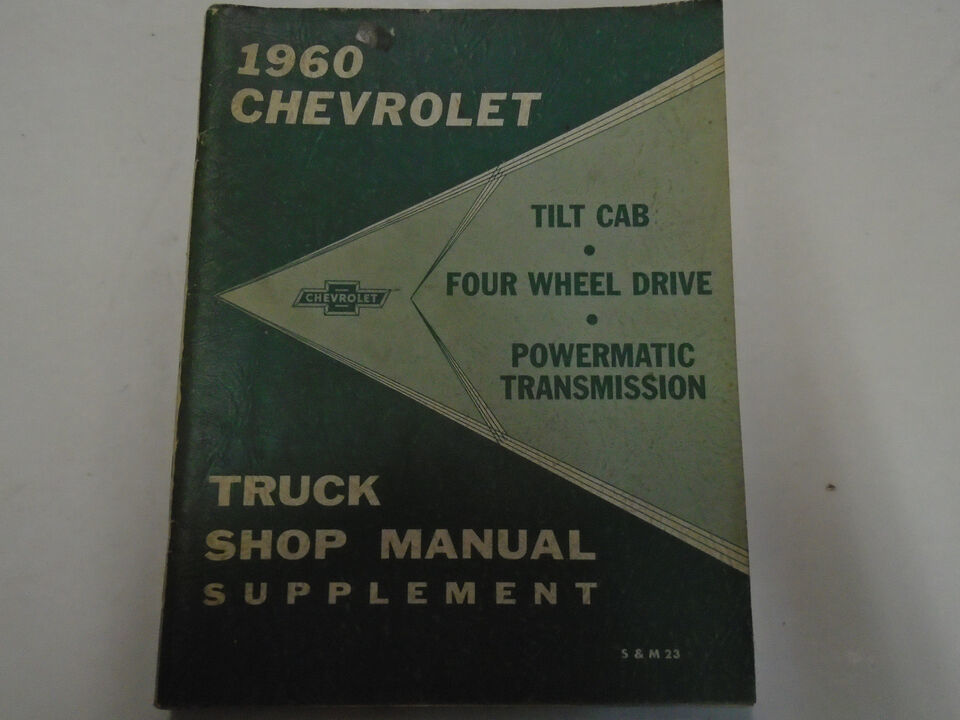 1960
CHEVROLET
TILT CAB
•
FOUR WHEEL DRIVE
•
POWERMATIC
TRANSMISSION
CHEVROLET
TRUCK
SHOP MANUAL
SUPPLEMENT
S & M 23